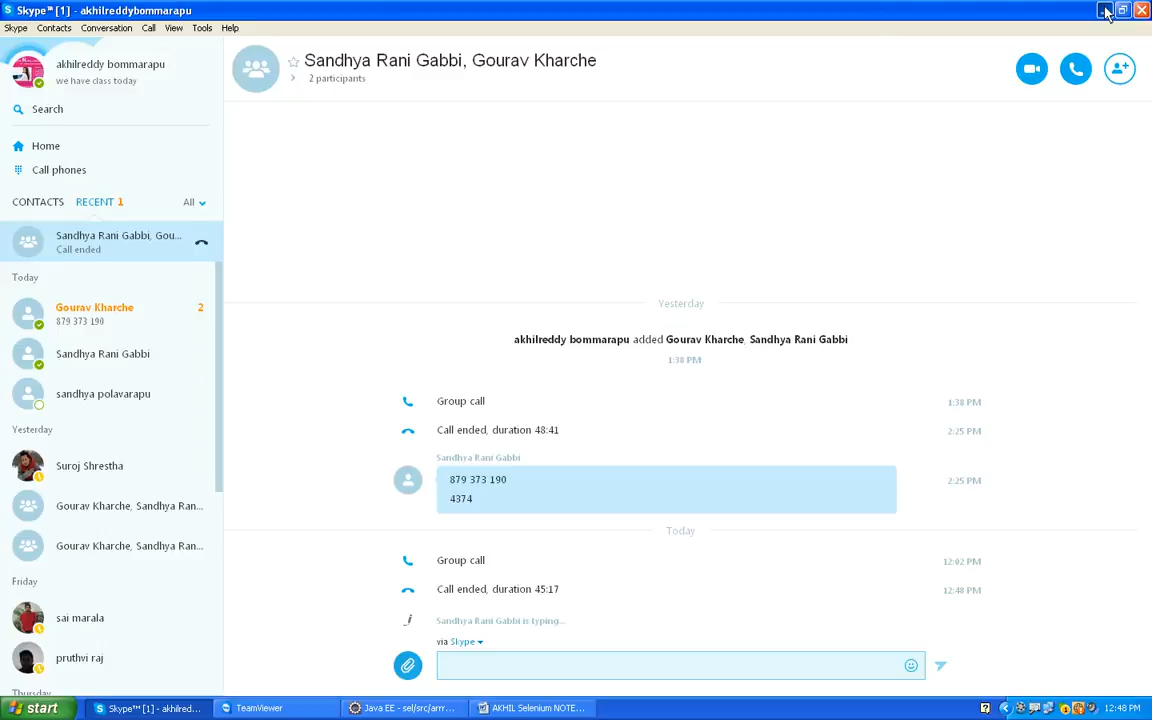 Skype™ [1] - akhilreddybommarapu
Skype Contacts Conversation Call View Tools Help
akhilreddy bommarapu
we have class today
Search
Home
Call phones
CONTACTS RECENT 1 All
Sandhya Rani Gabbi, Gou...
Call ended
Today
Gourav Kharche 2
879 373 190
Sandhya Rani Gabbi
sandhya polavarapu
Yesterday
Suroj Shrestha
Gourav Kharche, Sandhya Ran...
Gourav Kharche, Sandhya Ran...
Friday
sai marala
pruthvi raj
Thursday
Sandhya Rani Gabbi, Gourav Kharche
2 participants
Yesterday
akhilreddy bommarapu added Gourav Kharche, Sandhya Rani Gabbi
1:38 PM
Group call 1:38 PM
Call ended, duration 48:41 2:25 PM
Sandhya Rani Gabbi
879 373 190 2:25 PM
4374
Today
Group call 12:02 PM
Call ended, duration 45:17 12:48 PM
Sandhya Rani Gabbi is typing...
via Skype
start Skype™ [1] - akhilred... TeamViewer Java EE - sel/src/arrr... AKHIL Selenium NOTE... 12:48 PM